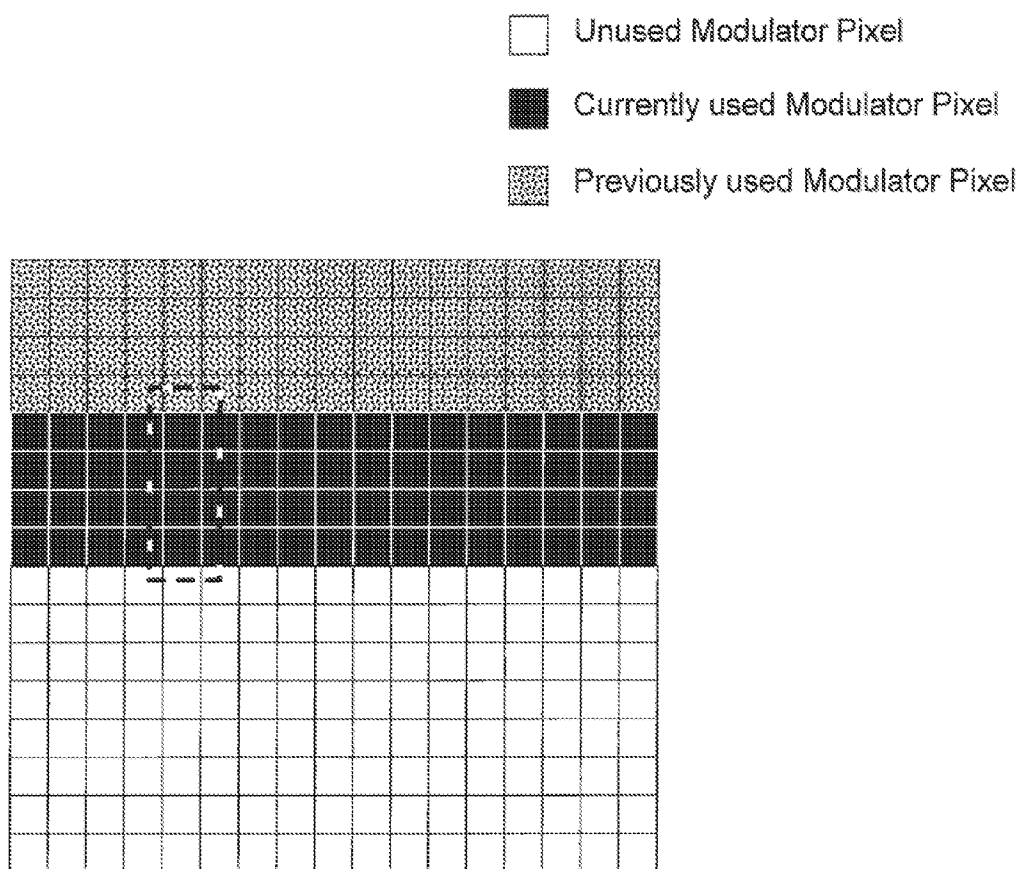 Unused Modulator Pixel
Currently used Modulator Pixel
Previously used Modulator Pixel